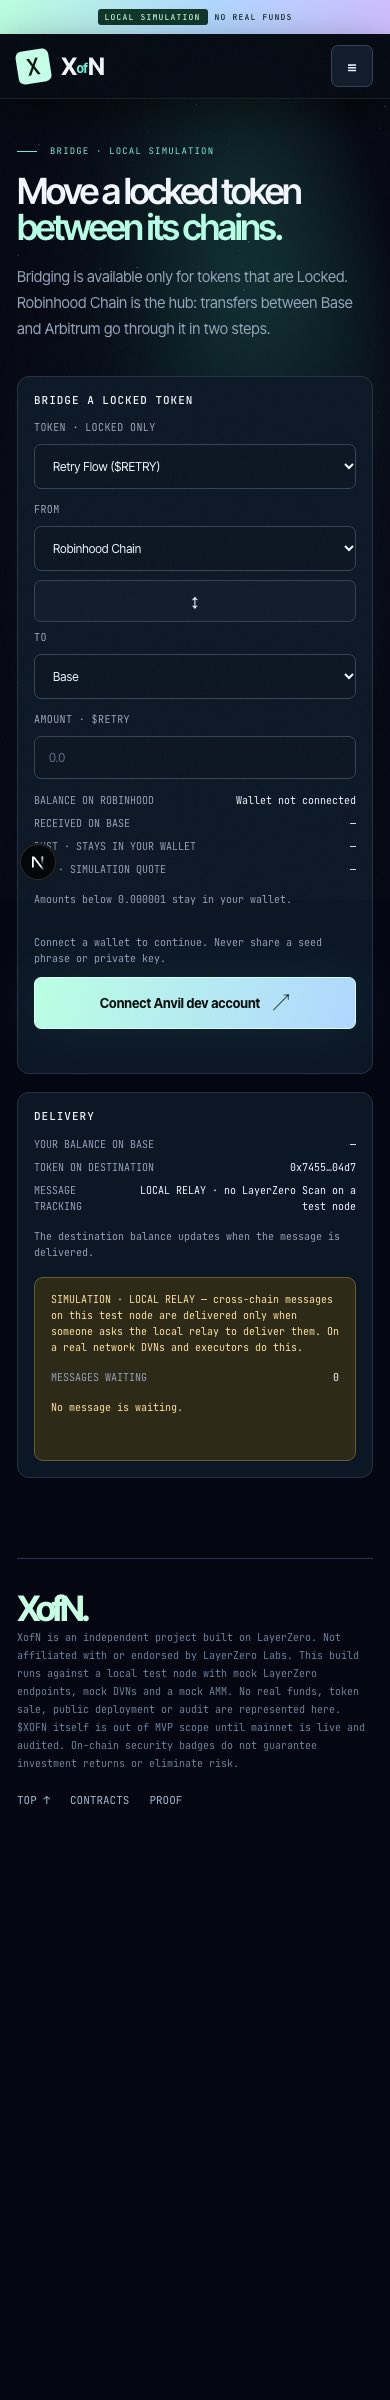 LOCAL SIMULATION NO REAL FUNDS
X XofN
≡
BRIDGE · LOCAL SIMULATION
Move a locked token
between its chains.
Bridging is available only for tokens that are Locked.
Robinhood Chain is the hub: transfers between Base
and Arbitrum go through it in two steps.
BRIDGE A LOCKED TOKEN
TOKEN · LOCKED ONLY
Retry Flow ($RETRY)
FROM
Robinhood Chain
↕
TO
Base
AMOUNT · $RETRY
0.0
BALANCE ON ROBINHOOD Wallet not connected
RECEIVED ON BASE —
· STAYS IN YOUR WALLET —
N · SIMULATION QUOTE —
Amounts below 0.000001 stay in your wallet.
Connect a wallet to continue. Never share a seed
phrase or private key.
Connect Anvil dev account ↗
DELIVERY
YOUR BALANCE ON BASE —
TOKEN ON DESTINATION 0x7455…04d7
MESSAGE TRACKING LOCAL RELAY · no LayerZero Scan on a
test node
The destination balance updates when the message is
delivered.
SIMULATION · LOCAL RELAY — cross-chain messages
on this test node are delivered only when
someone asks the local relay to deliver them. On
a real network DVNs and executors do this.
MESSAGES WAITING 0
No message is waiting.
XofN.
XofN is an independent project built on LayerZero. Not
affiliated with or endorsed by LayerZero Labs. This build
runs against a local test node with mock LayerZero
endpoints, mock DVNs and a mock AMM. No real funds, token
sale, public deployment or audit are represented here.
$XOFN itself is out of MVP scope until mainnet is live and
audited. On-chain security badges do not guarantee
investment returns or eliminate risk.
TOP ↑ CONTRACTS PROOF